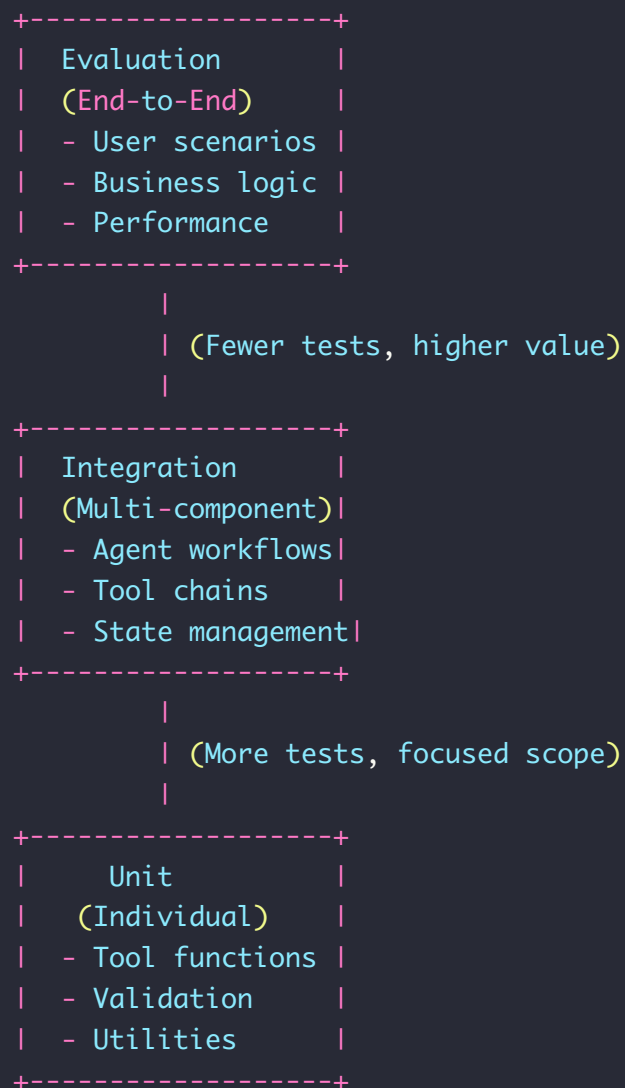 +-------------------+
|  Evaluation       |
|  (End-to-End)     |
|  - User scenarios |
|  - Business logic |
|  - Performance    |
+-------------------+
         |
         | (Fewer tests, higher value)
         |
+-------------------+
|  Integration      |
|  (Multi-component)|
|  - Agent workflows|
|  - Tool chains    |
|  - State management|
+-------------------+
         |
         | (More tests, focused scope)
         |
+-------------------+
|     Unit          |
|   (Individual)    |
|  - Tool functions |
|  - Validation     |
|  - Utilities      |
+-------------------+